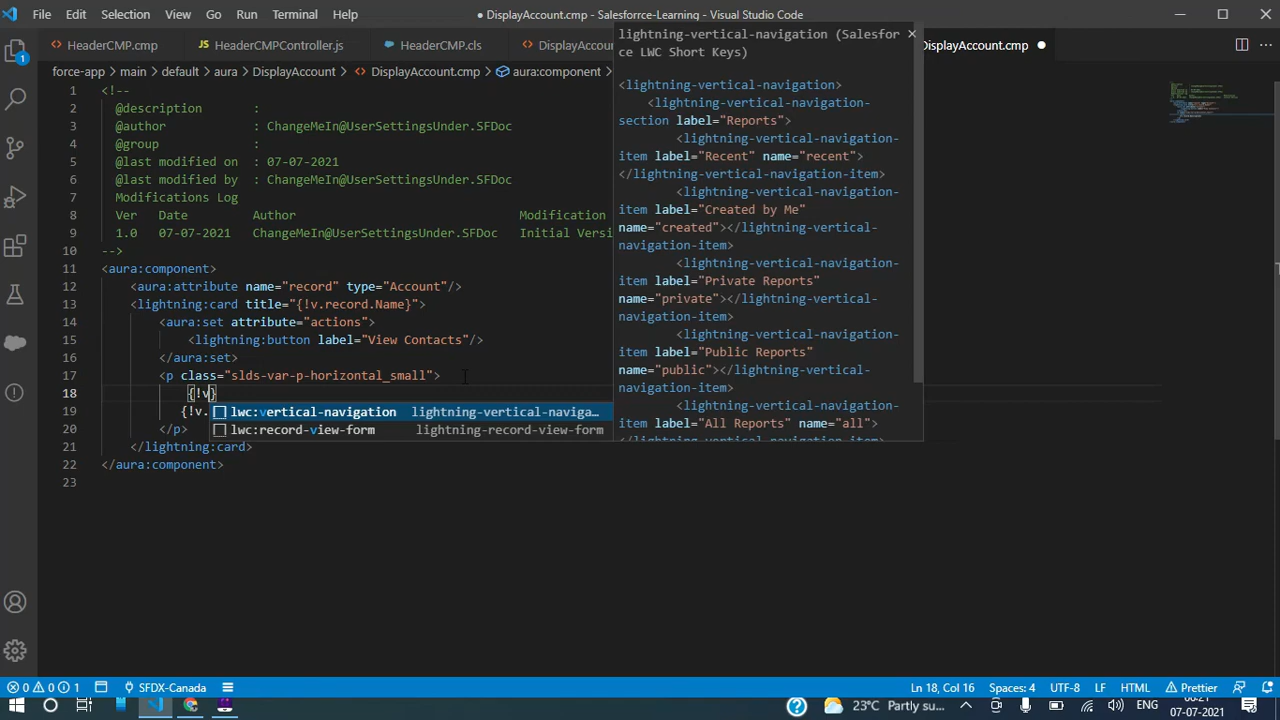 File Edit Selection View Go Run Terminal Help
● DisplayAccount.cmp - Salesforrce-Learning - Visual Studio Code
HeaderCMP.cmp HeaderCMPController.js HeaderCMP.cls DisplayAccou DisplayAccount.cmp ●
force-app > main > default > aura > DisplayAccount > DisplayAccount.cmp > aura:component
1 <!--
2 @description :
3 @author : ChangeMeIn@UserSettingsUnder.SFDoc
4 @group :
5 @last modified on : 07-07-2021
6 @last modified by : ChangeMeIn@UserSettingsUnder.SFDoc
7 Modifications Log
8 Ver Date Author Modification
9 1.0 07-07-2021 ChangeMeIn@UserSettingsUnder.SFDoc Initial Versi
10 -->
11 <aura:component>
12 <aura:attribute name="record" type="Account"/>
13 <lightning:card title="{!v.record.Name}">
14 <aura:set attribute="actions">
15 <lightning:button label="View Contacts"/>
16 </aura:set>
17 <p class="slds-var-p-horizontal_small">
18 {!v}
19 {!v.
20 </p>
21 </lightning:card>
22 </aura:component>
23
lwc:vertical-navigation lightning-vertical-naviga…
lwc:record-view-form lightning-record-view-form
lightning-vertical-navigation (Salesfor
ce LWC Short Keys)
<lightning-vertical-navigation>
<lightning-vertical-navigation-
section label="Reports">
<lightning-vertical-navigation-
item label="Recent" name="recent">
</lightning-vertical-navigation-item>
<lightning-vertical-navigation-
item label="Created by Me"
name="created"></lightning-vertical-
navigation-item>
<lightning-vertical-navigation-
item label="Private Reports"
name="private"></lightning-vertical-
navigation-item>
<lightning-vertical-navigation-
item label="Public Reports"
name="public"></lightning-vertical-
navigation-item>
<lightning-vertical-navigation-
item label="All Reports" name="all">
</lightning-vertical-navigation-item>
1
0 0 1 SFDX-Canada Ln 18, Col 16 Spaces: 4 UTF-8 LF HTML Prettier
23°C Partly su... ENG 07-07-2021